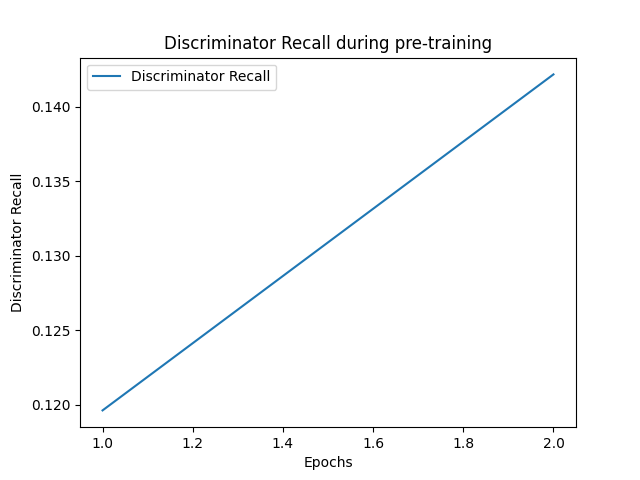 Discriminator Recall during pre-training
Discriminator Recall
0.140
0.135
0.130
0.125
0.120
Discriminator Recall
1.0 1.2 1.4 1.6 1.8 2.0
Epochs